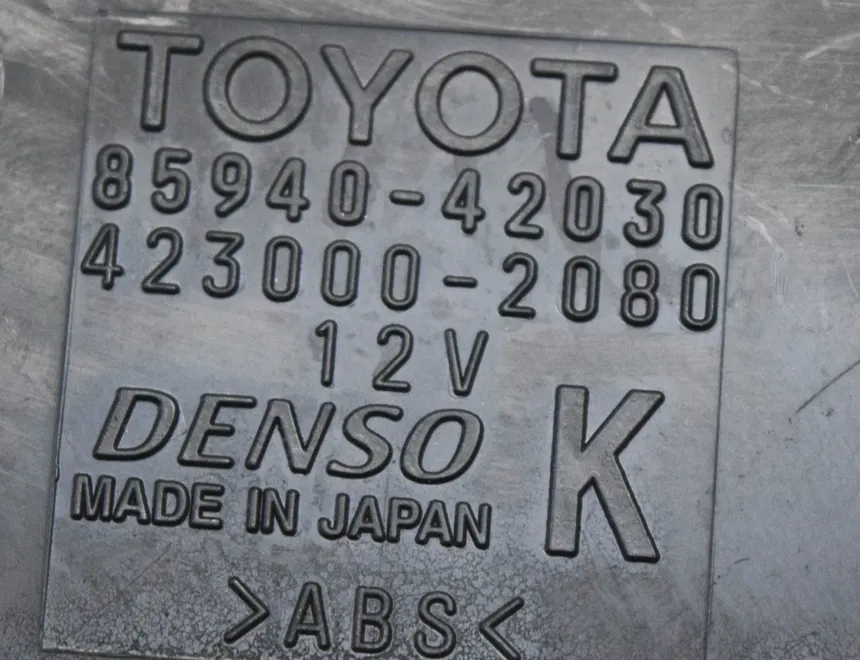 TOYOTA
85940-42030
423000-2080
12V
DENSO K
MADE IN JAPAN
>ABS<